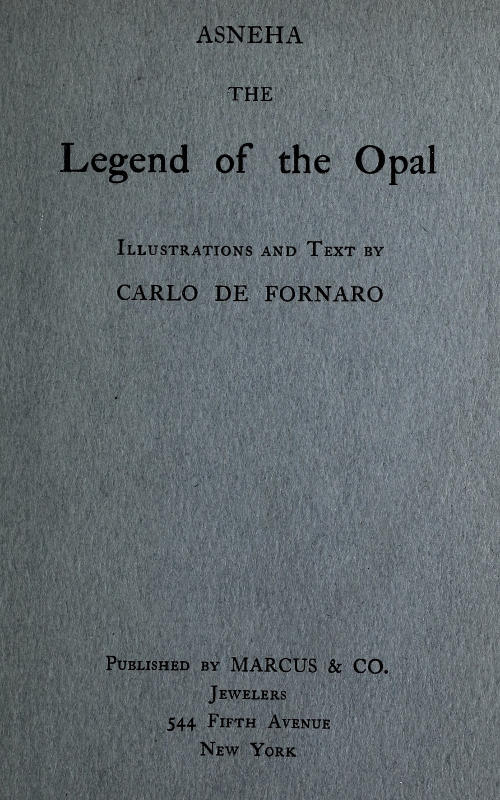 ASNEHA
THE
Legend of the Opal
Illustrations and Text by
CARLO DE FORNARO
Published by MARCUS & CO.
Jewelers
544 Fifth Avenue
New York